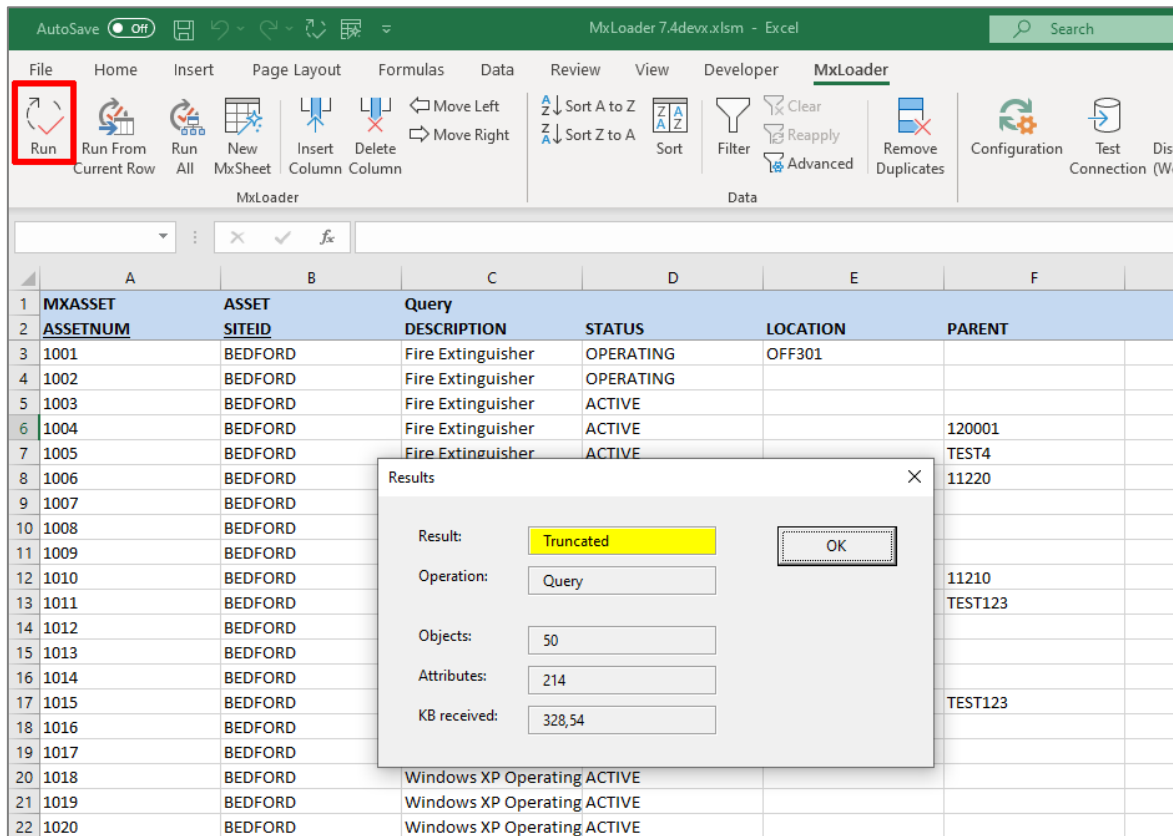 AutoSave Off MxLoader 7.4devx.xlsm - Excel Search
File Home Insert Page Layout Formulas Data Review View Developer MxLoader
Run
Run From Current Row
Run All
New MxSheet
Insert Column
Delete Column
Move Left
Move Right
MxLoader
Sort A to Z
Sort Z to A
Sort
Filter
Clear
Reapply
Advanced
Remove Duplicates
Data
Configuration
Test Connection
fx
A B C D E F
1 MXASSET ASSET Query
2 ASSETNUM SITEID DESCRIPTION STATUS LOCATION PARENT
3 1001 BEDFORD Fire Extinguisher OPERATING OFF301
4 1002 BEDFORD Fire Extinguisher OPERATING
5 1003 BEDFORD Fire Extinguisher ACTIVE
6 1004 BEDFORD Fire Extinguisher ACTIVE 120001
7 1005 BEDFORD Fire Extinguisher ACTIVE TEST4
8 1006 BEDFORD 11220
9 1007 BEDFORD
10 1008 BEDFORD
11 1009 BEDFORD
12 1010 BEDFORD 11210
13 1011 BEDFORD TEST123
14 1012 BEDFORD
15 1013 BEDFORD
16 1014 BEDFORD
17 1015 BEDFORD TEST123
18 1016 BEDFORD
19 1017 BEDFORD
20 1018 BEDFORD Windows XP Operating ACTIVE
21 1019 BEDFORD Windows XP Operating ACTIVE
22 1020 BEDFORD Windows XP Operating ACTIVE
Results
Result: Truncated
OK
Operation: Query
Objects: 50
Attributes: 214
KB received: 328,54